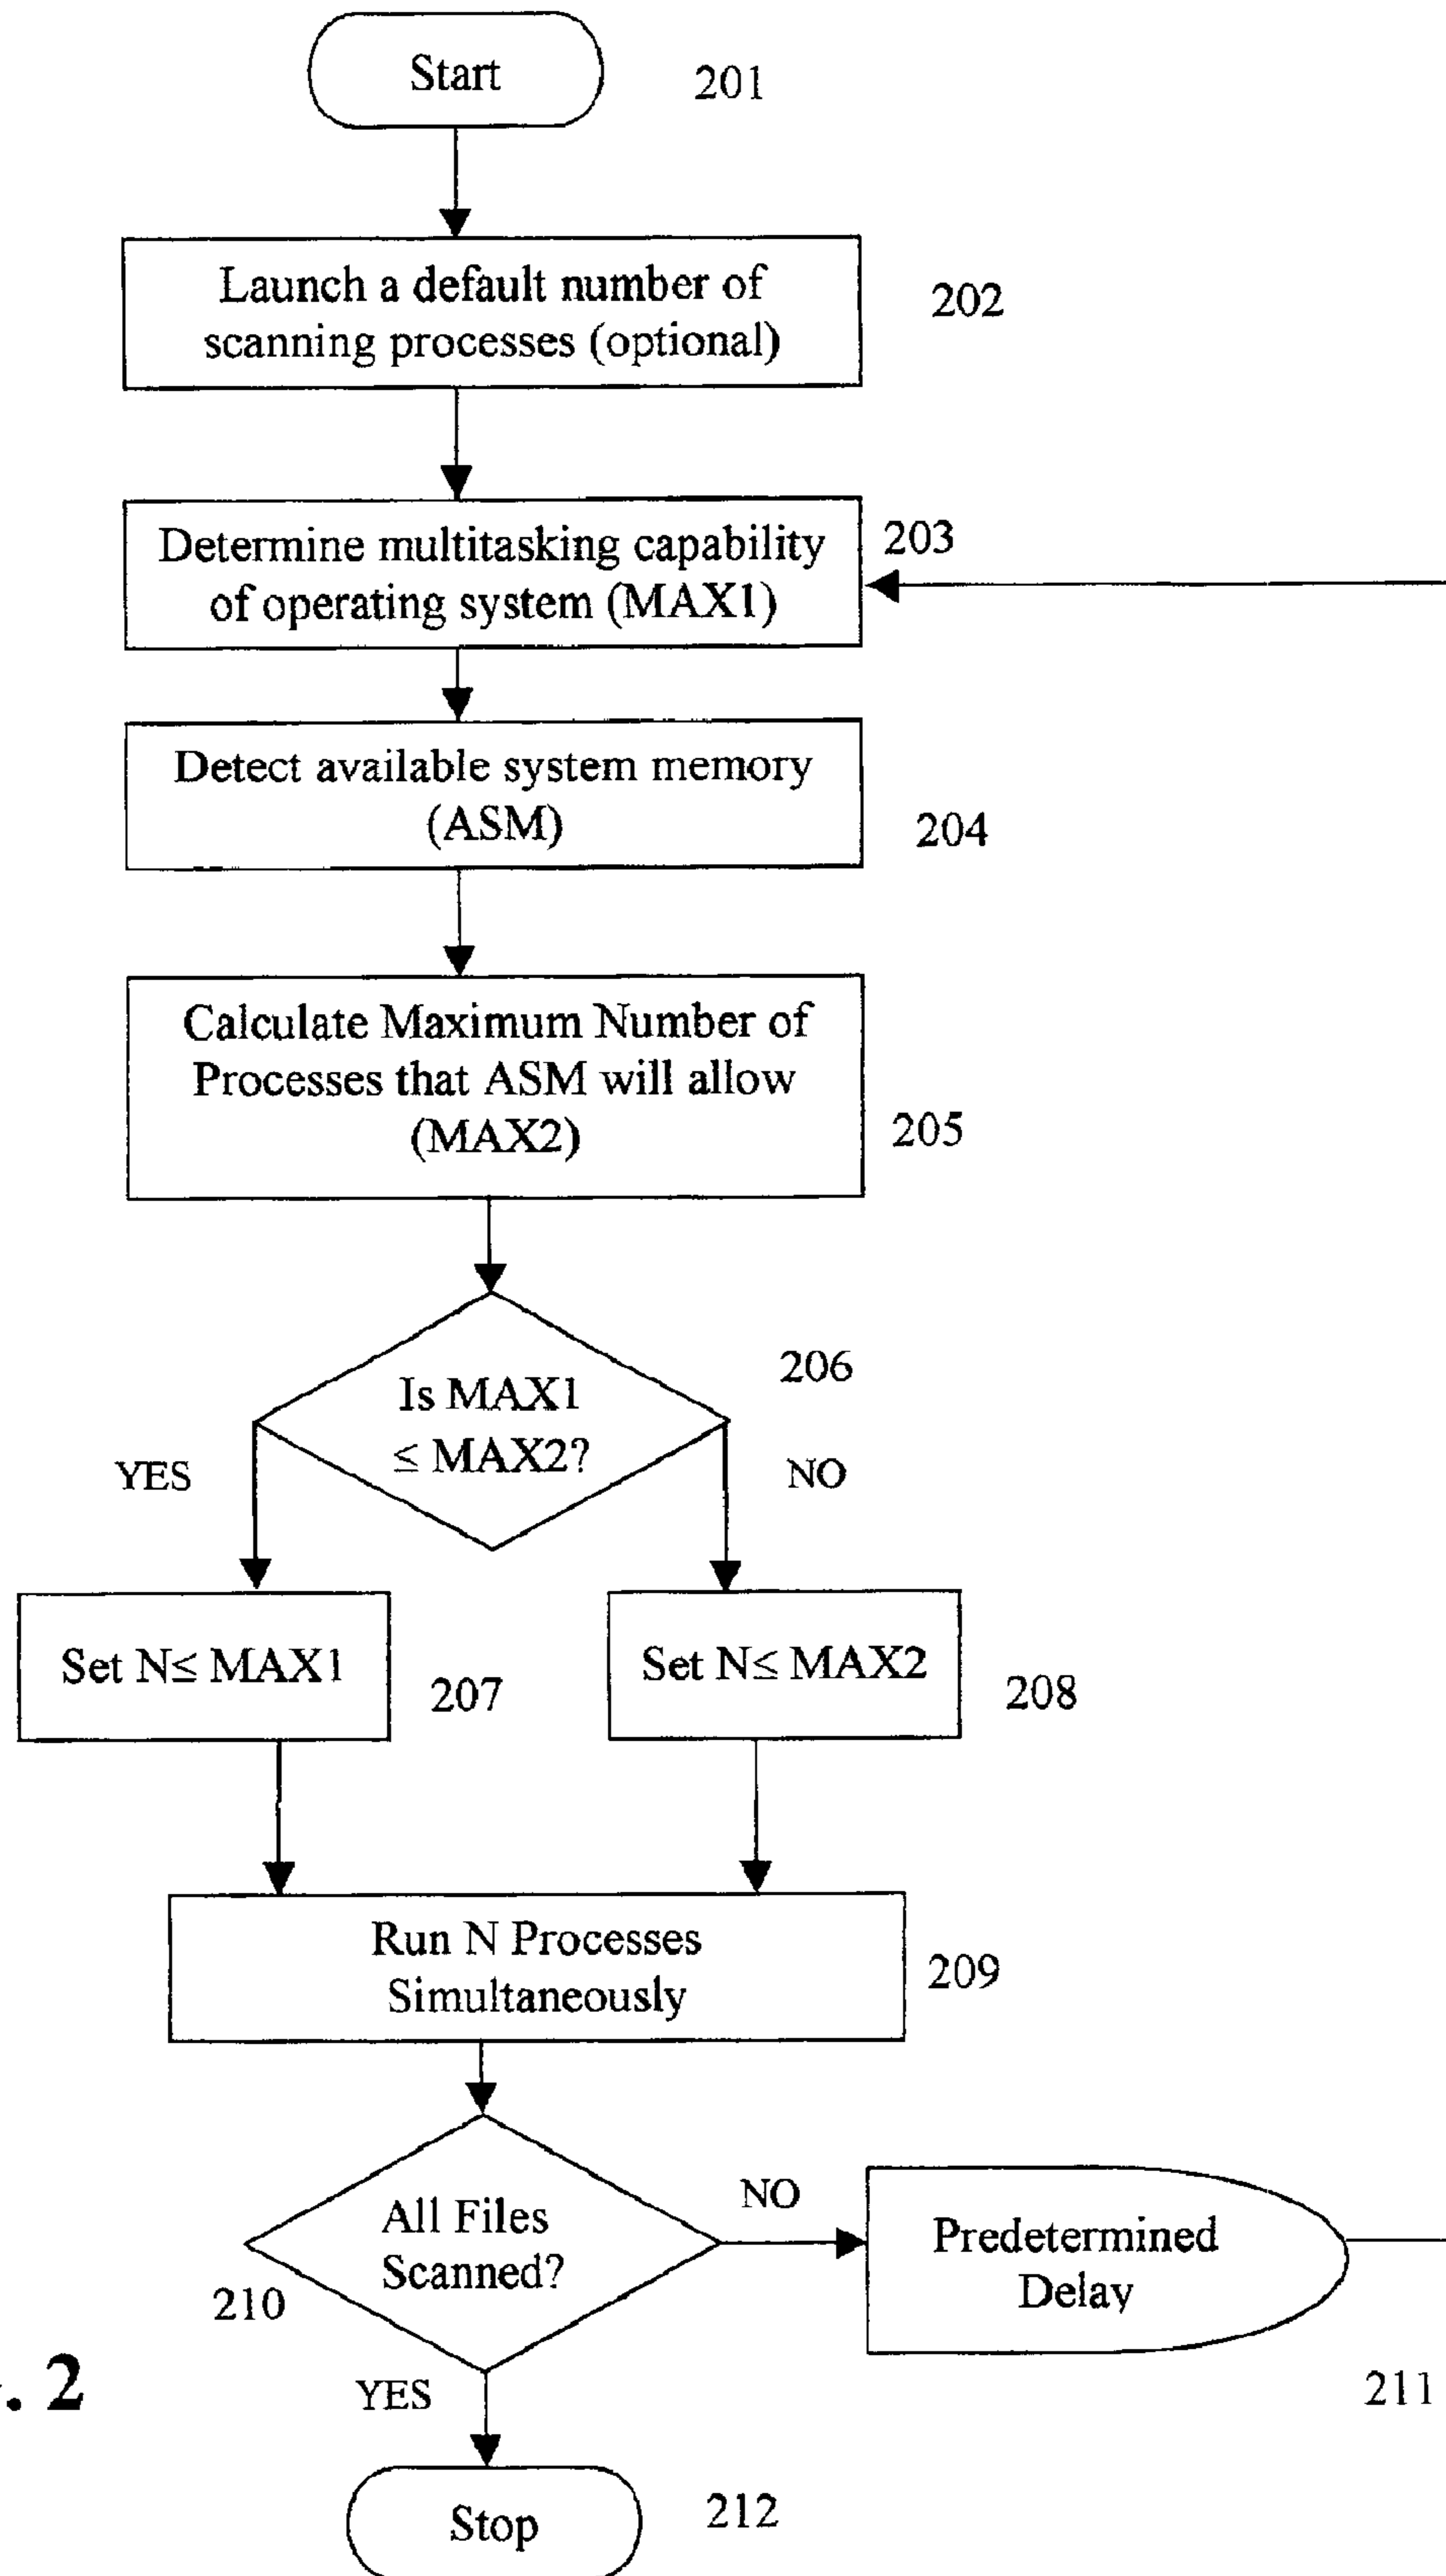 Start
201
Launch a default number of
scanning processes (optional)
202
Determine multitasking capability
of operating system (MAX1)
203
Detect available system memory
(ASM)
204
Calculate Maximum Number of
Processes that ASM will allow
(MAX2)
205
Is MAX1
≤ MAX2?
206
YES
NO
Set N≤ MAX1
207
Set N≤ MAX2
208
Run N Processes
Simultaneously
209
All Files
Scanned?
210
NO
Predetermined
Delay
211
YES
. 2
Stop
212